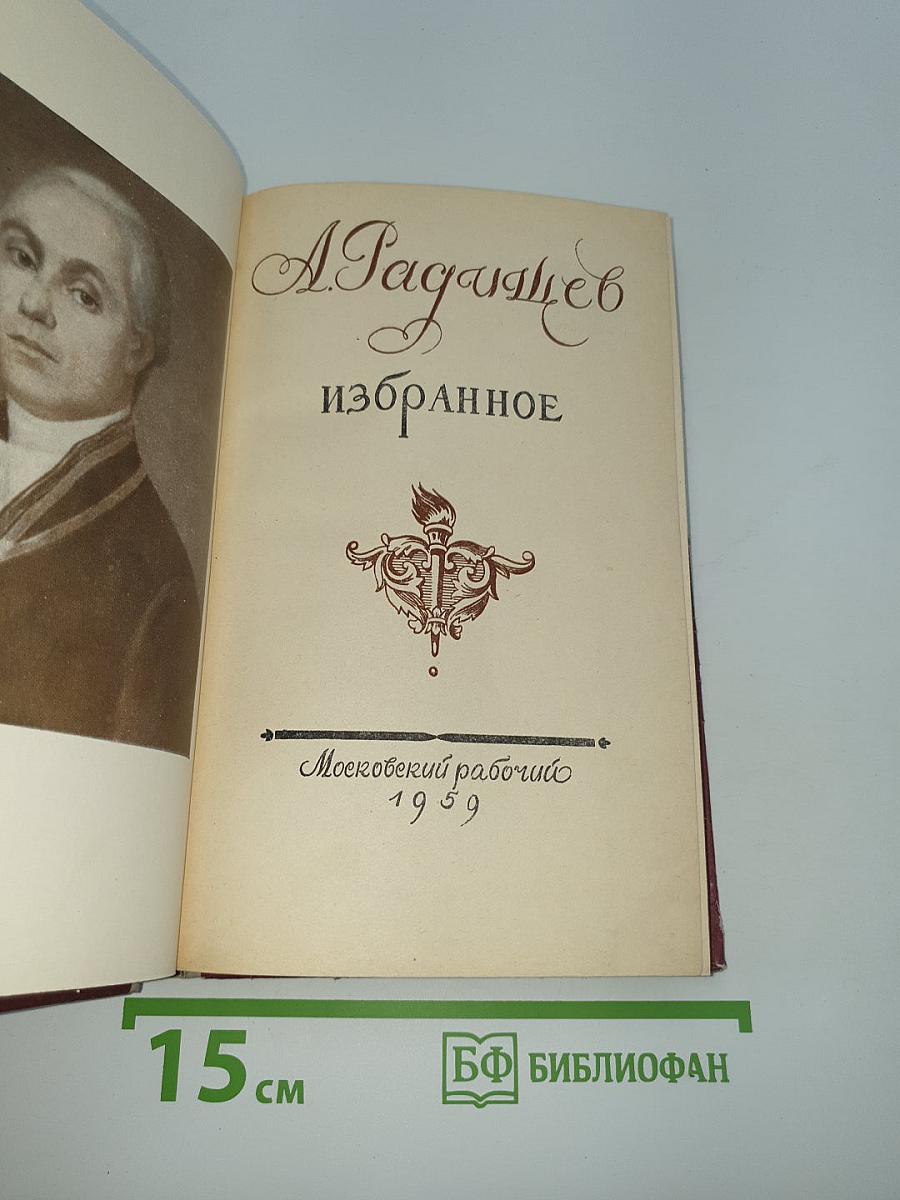 А. Радищев
избранное
Московский рабочий
1959
15 см
БФ БИБЛИОФАН